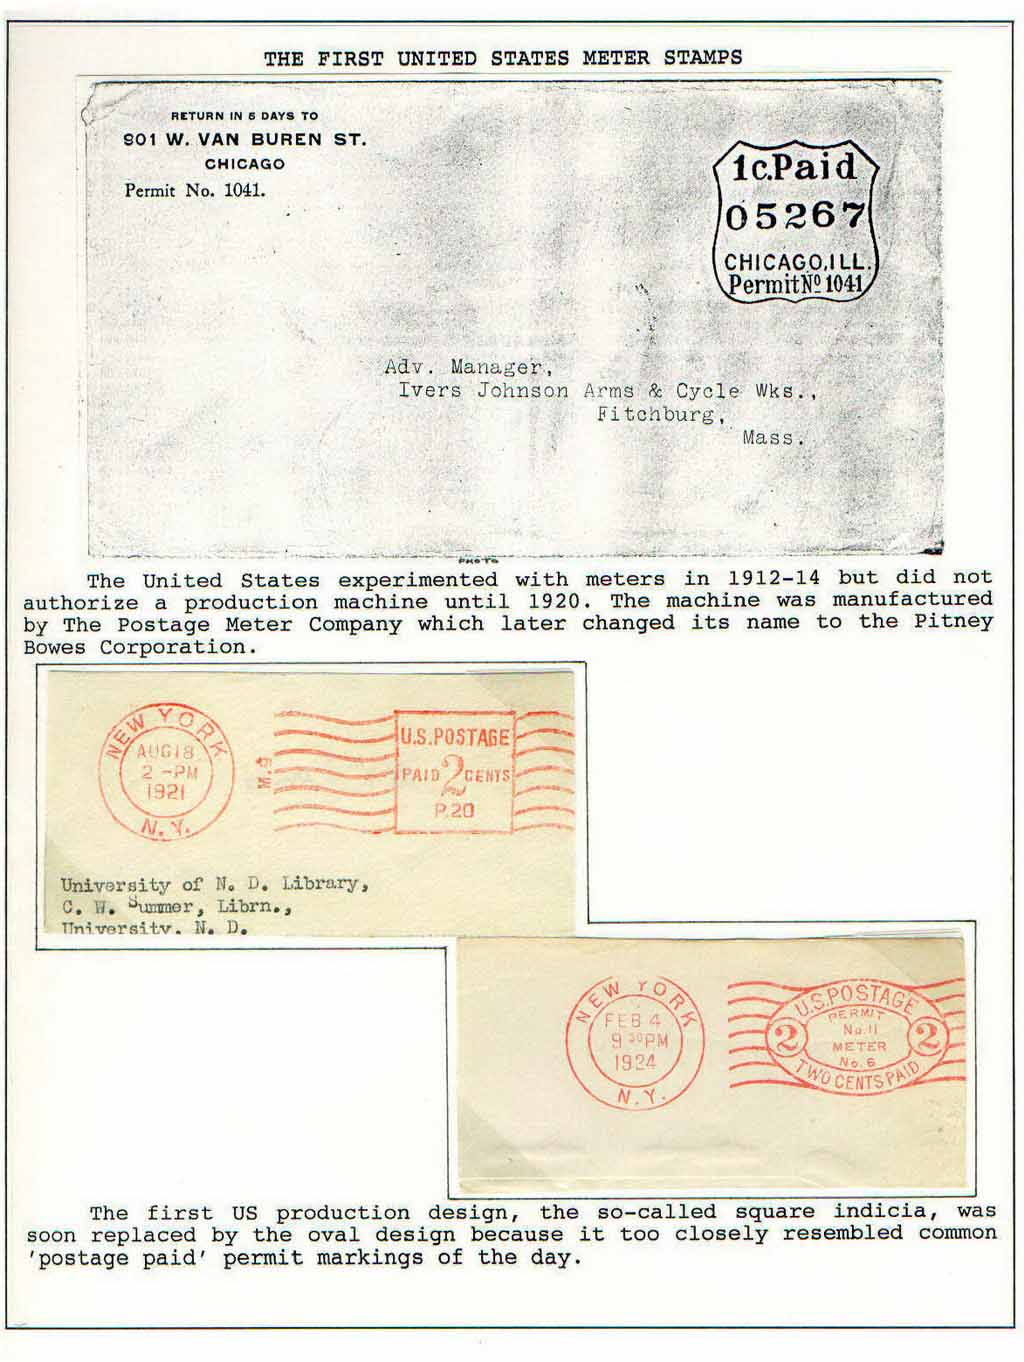 THE FIRST UNITED STATES METER STAMPS
RETURN IN 5 DAYS TO
901 W. VAN BUREN ST.
CHICAGO
Permit No. 1041.
1c.Paid
05267
CHICAGO,ILL.
Permit Nº 1041
Adv. Manager,
Ivers Johnson Arms & Cycle Wks.,
Fitchburg,
Mass.
PHOTO
The United States experimented with meters in 1912-14 but did not
authorize a production machine until 1920. The machine was manufactured
by The Postage Meter Company which later changed its name to the Pitney
Bowes Corporation.
NEW YORK
AUG 18
2 -PM
1921
N. Y.
M.9
U.S.POSTAGE
PAID 2 CENTS
P.20
University of N. D. Library,
C. W. Summer, Librn.,
University. N. D.
NEW YORK
FEB 4
9 30 PM
1924
N. Y.
U.S.POSTAGE
PERMIT
No.11
2 METER 2
No.6
TWO CENTS PAID
The first US production design, the so-called square indicia, was
soon replaced by the oval design because it too closely resembled common
'postage paid' permit markings of the day.